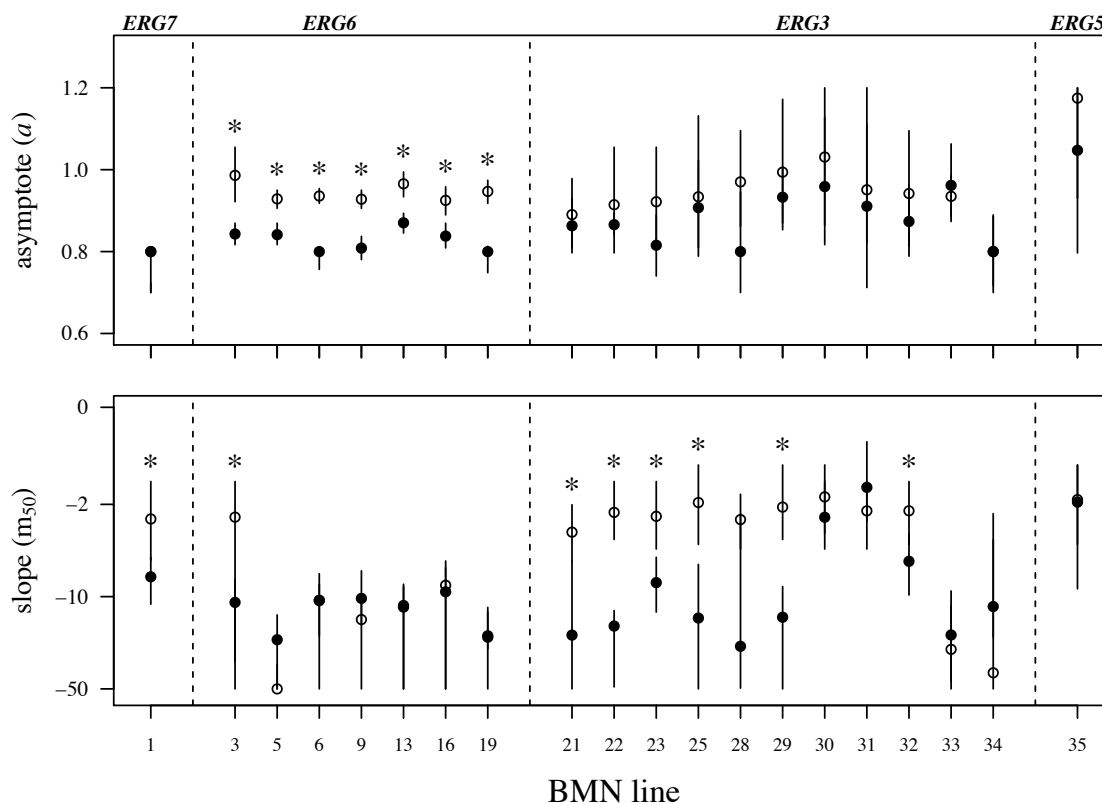 ERG7 ERG6 ERG3 ERG5
asymptote (a)
1.2
1.0
0.8
0.6
* * * * * * *
slope (m50)
0
−2
−10
−50
* * * * * * * *
1 3 5 6 9 13 16 19 21 22 23 25 28 29 30 31 32 33 34 35
BMN line